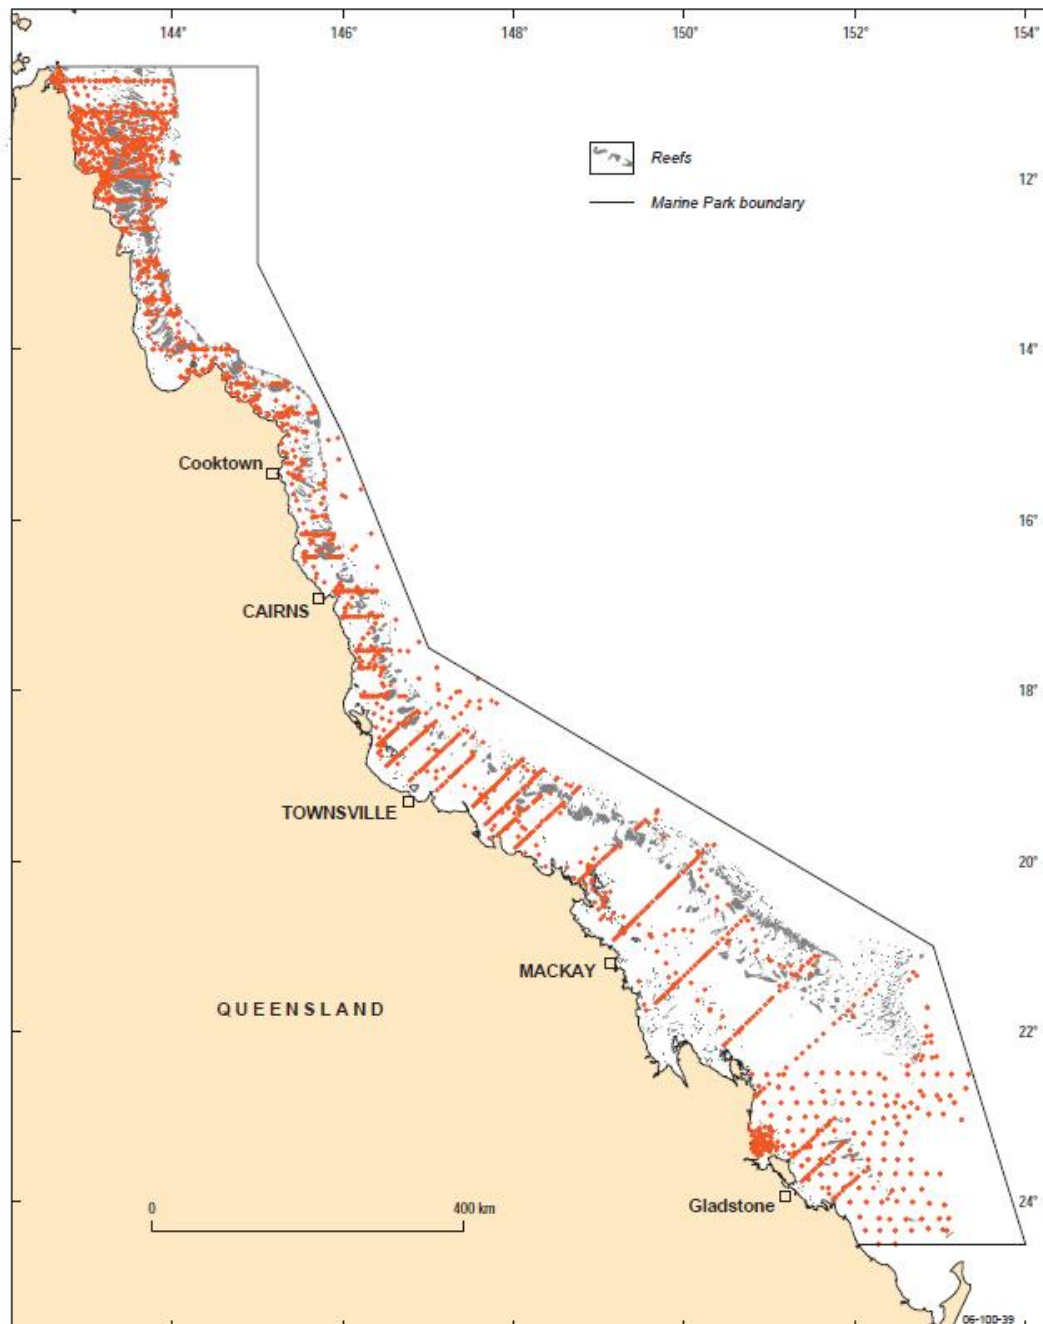 144° 146° 148° 150° 152° 154°
Reefs
12°
Marine Park boundary
14°
Cooktown
16°
CAIRNS
18°
TOWNSVILLE
20°
MACKAY
QUEENSLAND
22°
0 400 km
24°
Gladstone
06-100-39